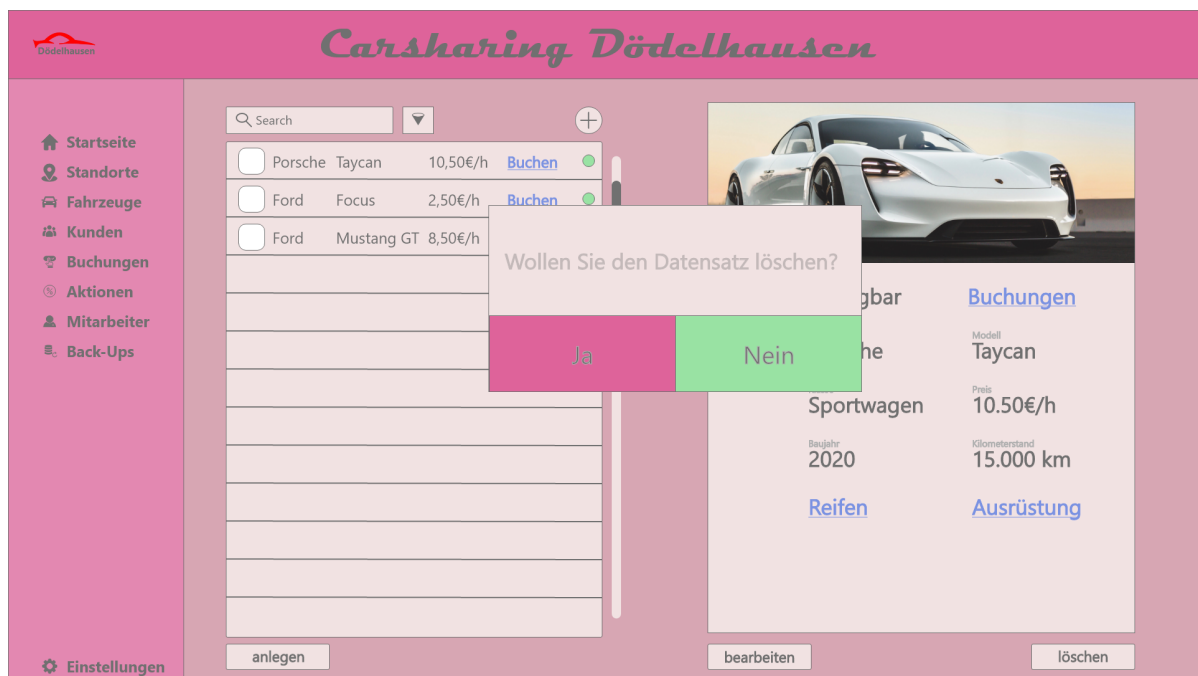 Dödelhausen
Carsharing Dödelhausen
Startseite
Standorte
Fahrzeuge
Kunden
Buchungen
Aktionen
Mitarbeiter
Back-Ups
Einstellungen
Search
Porsche Taycan 10,50€/h Buchen
Ford Focus 2,50€/h Buchen
Ford Mustang GT 8,50€/h
Wollen Sie den Datensatz löschen?
Ja Nein
gbar Buchungen
Modell
he Taycan
Preis
Sportwagen 10.50€/h
Baujahr Kilometerstand
2020 15.000 km
Reifen Ausrüstung
anlegen
bearbeiten
löschen